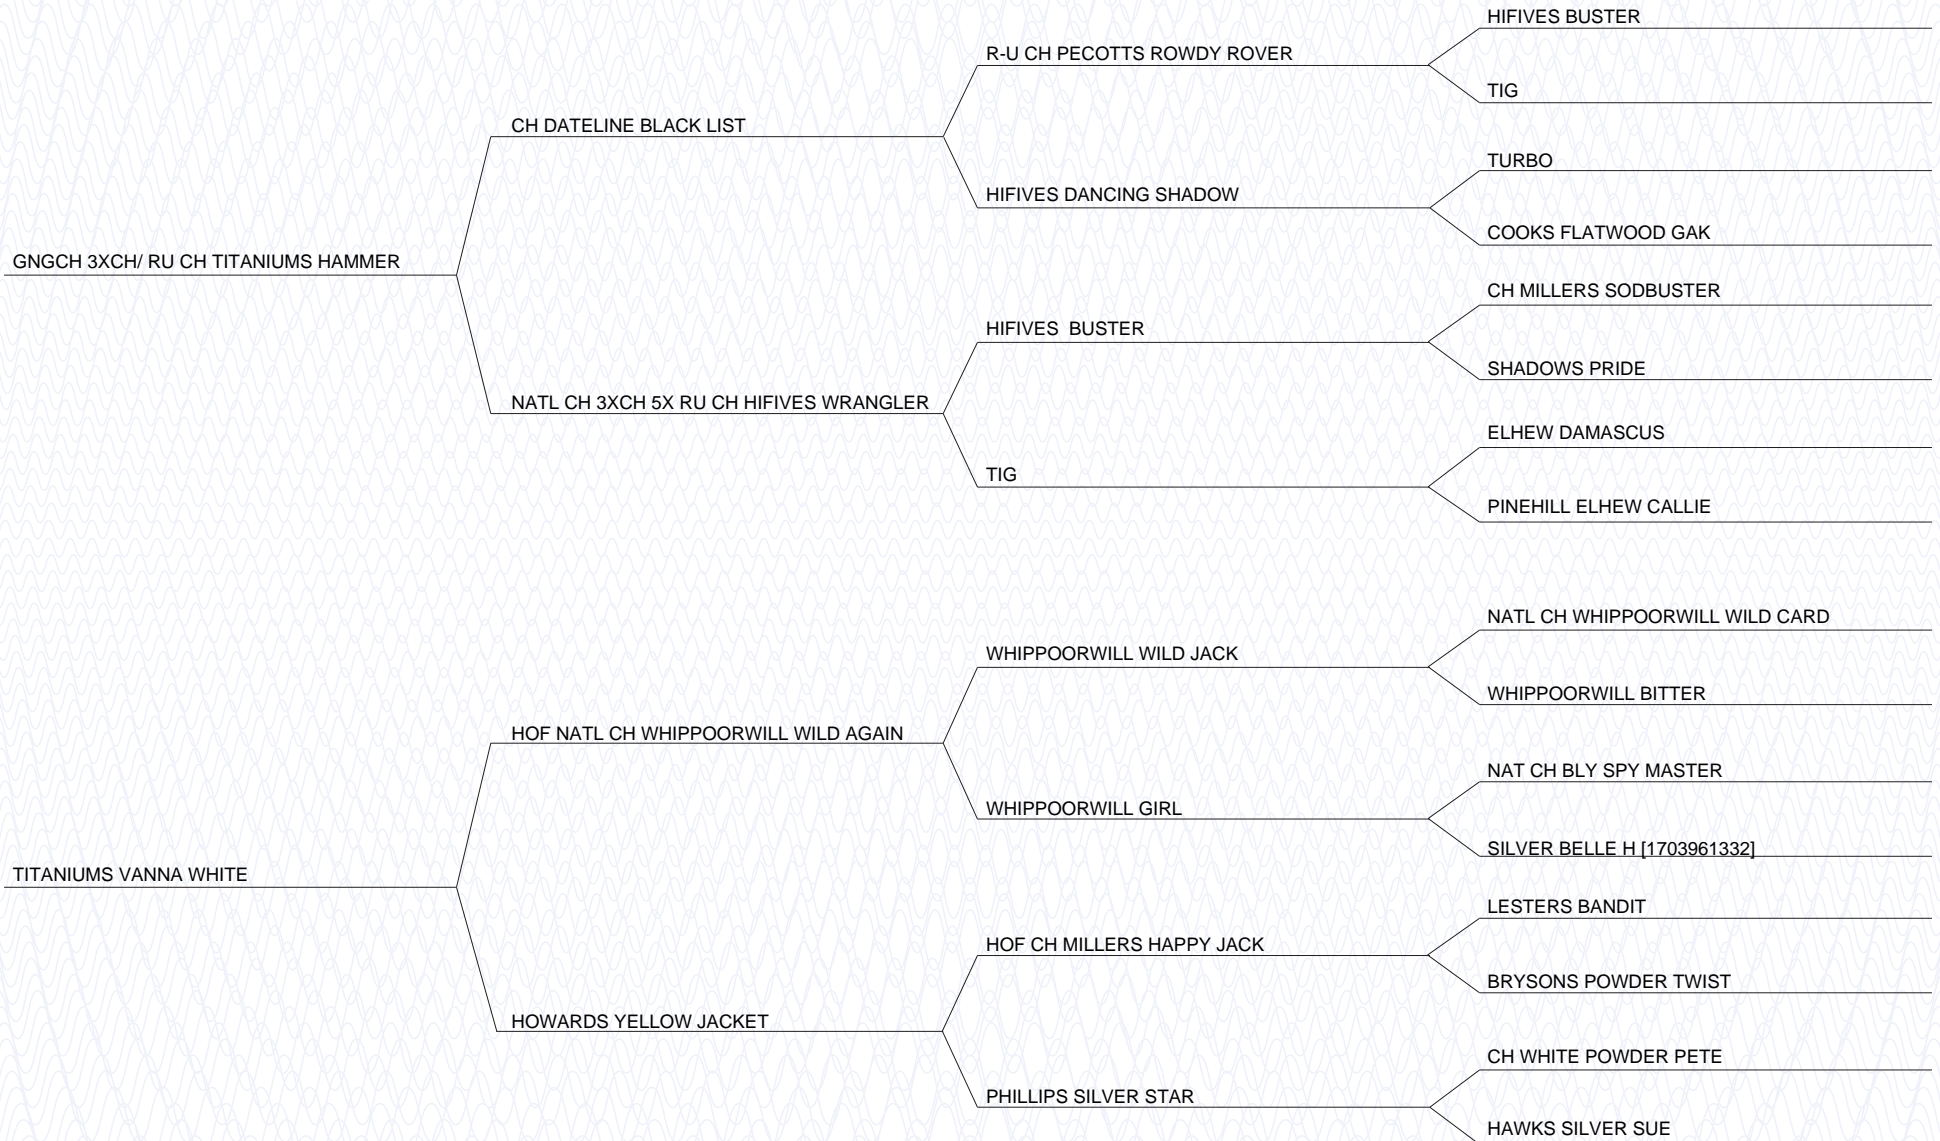 HIFIVES BUSTER
R-U CH PECOTTS ROWDY ROVER
TIG
CH DATELINE BLACK LIST
TURBO
HIFIVES DANCING SHADOW
COOKS FLATWOOD GAK
GNGCH 3XCH/ RU CH TITANIUMS HAMMER
CH MILLERS SODBUSTER
HIFIVES  BUSTER
SHADOWS PRIDE
NATL CH 3XCH 5X RU CH HIFIVES WRANGLER
ELHEW DAMASCUS
TIG
PINEHILL ELHEW CALLIE
NATL CH WHIPPOORWILL WILD CARD
WHIPPOORWILL WILD JACK
WHIPPOORWILL BITTER
HOF NATL CH WHIPPOORWILL WILD AGAIN
NAT CH BLY SPY MASTER
WHIPPOORWILL GIRL
SILVER BELLE H [1703961332]
TITANIUMS VANNA WHITE
LESTERS BANDIT
HOF CH MILLERS HAPPY JACK
BRYSONS POWDER TWIST
HOWARDS YELLOW JACKET
CH WHITE POWDER PETE
PHILLIPS SILVER STAR
HAWKS SILVER SUE